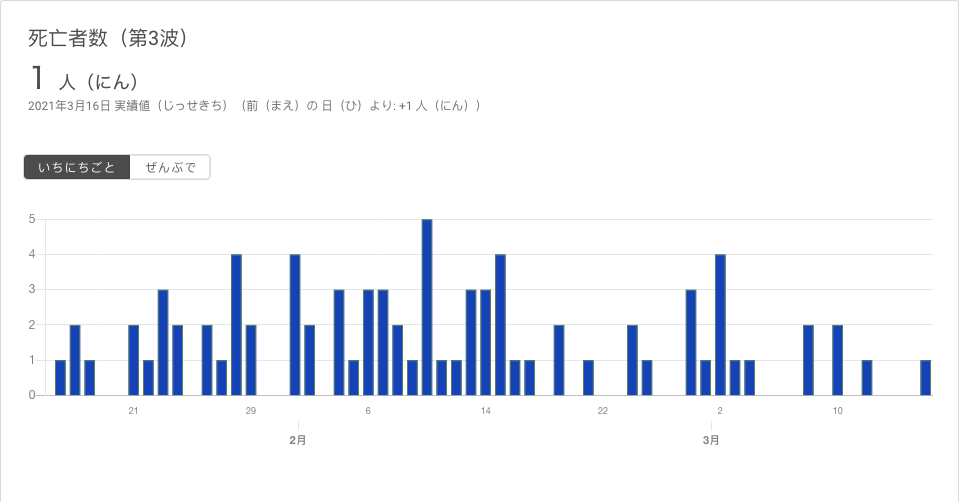 死亡者数（第3波）
1 人（にん）
2021年3月16日 実績値（じっせきち）（前（まえ）の 日（ひ）より: +1 人（にん））
いちにちごと ぜんぶで
5
4
3
2
1
0
21 29 6 14 22 2 10
2月 3月